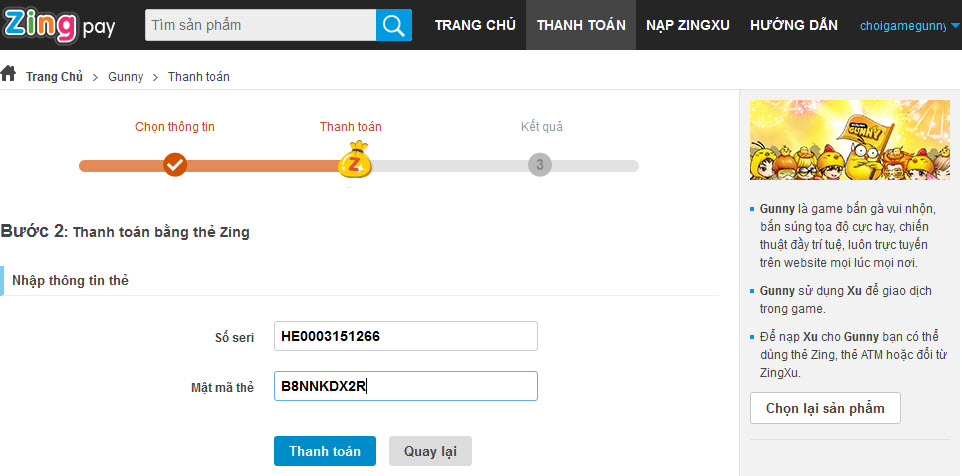 Zing pay
Tìm sản phẩm
TRANG CHỦ THANH TOÁN NẠP ZINGXU HƯỚNG DẪN choigamegunny
Trang Chủ > Gunny > Thanh toán
Chọn thông tin Thanh toán Kết quả
Z 3
Bước 2: Thanh toán bằng thẻ Zing
Nhập thông tin thẻ
Số seri HE0003151266
Mật mã thẻ B8NNKDX2R
Thanh toán Quay lại
GUNNY
Gunny là game bắn gà vui nhộn,
bắn súng tọa độ cực hay, chiến
thuật đầy trí tuệ, luôn trực tuyến
trên website mọi lúc mọi nơi.
Gunny sử dụng Xu để giao dịch
trong game.
Để nạp Xu cho Gunny bạn có thể
dùng thẻ Zing, thẻ ATM hoặc đổi từ
ZingXu.
Chọn lại sản phẩm